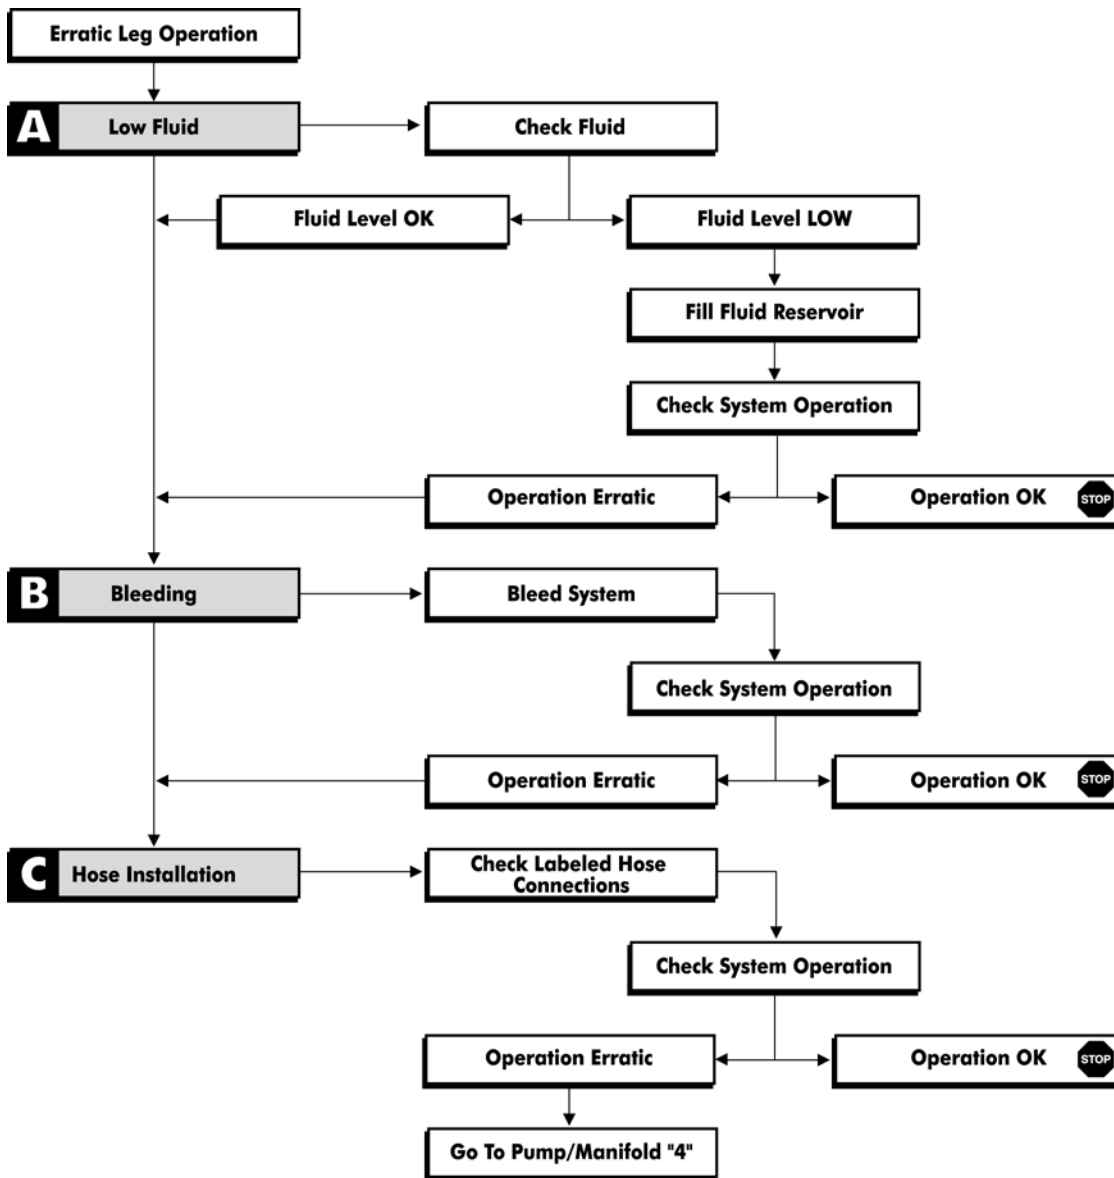 Erratic Leg Operation
A
Low Fluid
Check Fluid
Fluid Level OK
Fluid Level LOW
Fill Fluid Reservoir
Check System Operation
Operation Erratic
Operation OK
STOP
B
Bleeding
Bleed System
Check System Operation
Operation Erratic
Operation OK
STOP
C
Hose Installation
Check Labeled Hose
Connections
Check System Operation
Operation Erratic
Operation OK
STOP
Go To Pump/Manifold "4"